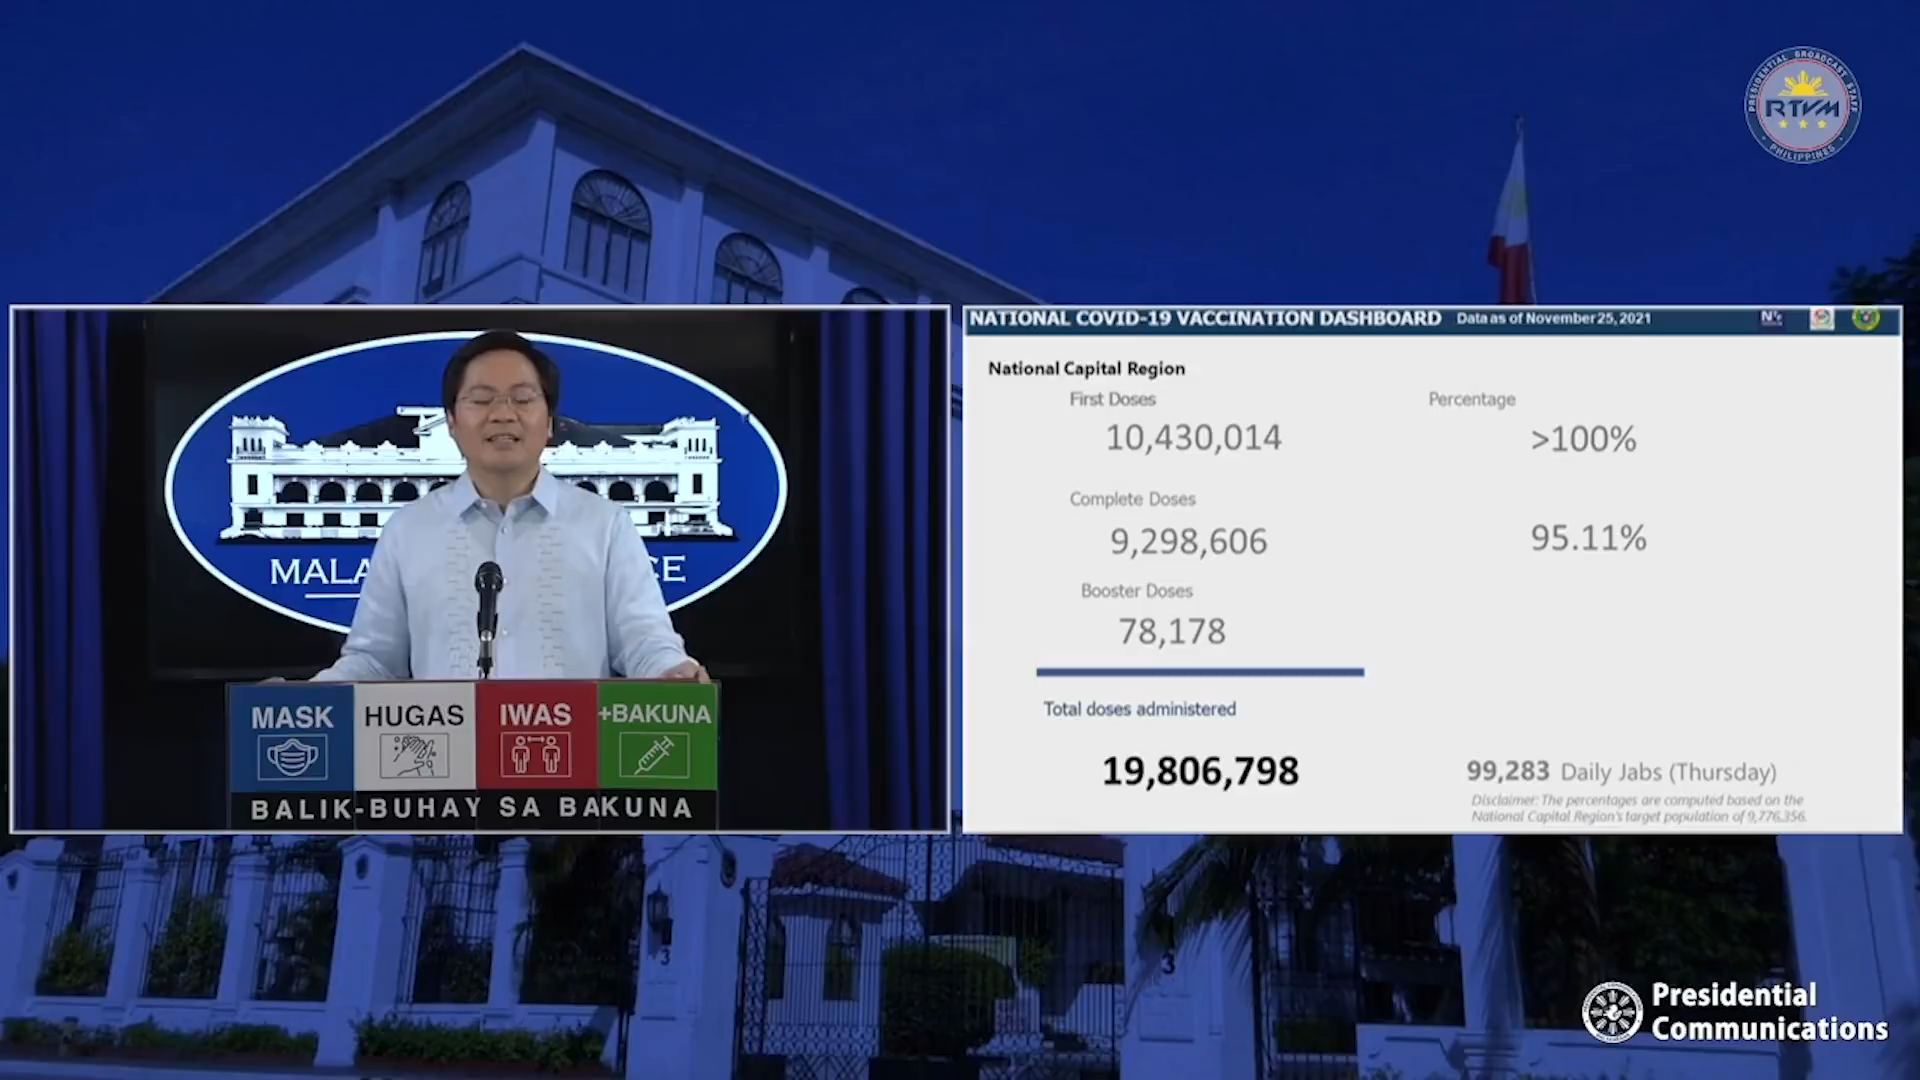 PRESIDENTIAL BROADCAST STAFF
RTVM
PHILIPPINES
MALA
CE
MASK
HUGAS
IWAS
+BAKUNA
BALIK-BUHAY SA BAKUNA
NATIONAL COVID-19 VACCINATION DASHBOARD Data as of November 25, 2021
National Capital Region
First Doses
Percentage
10,430,014
>100%
Complete Doses
9,298,606
95.11%
Booster Doses
78,178
Total doses administered
19,806,798
99,283 Daily Jabs (Thursday)
Disclaimer: The percentages are computed based on the
National Capital Region's target population of 9,776,356.
3
3
Presidential
Communications